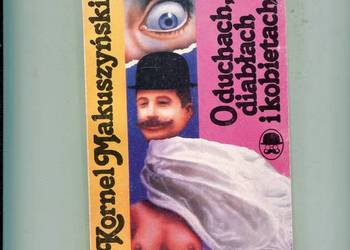 Kornel Makuszyński
O duchach,
diabłach
i kobietach